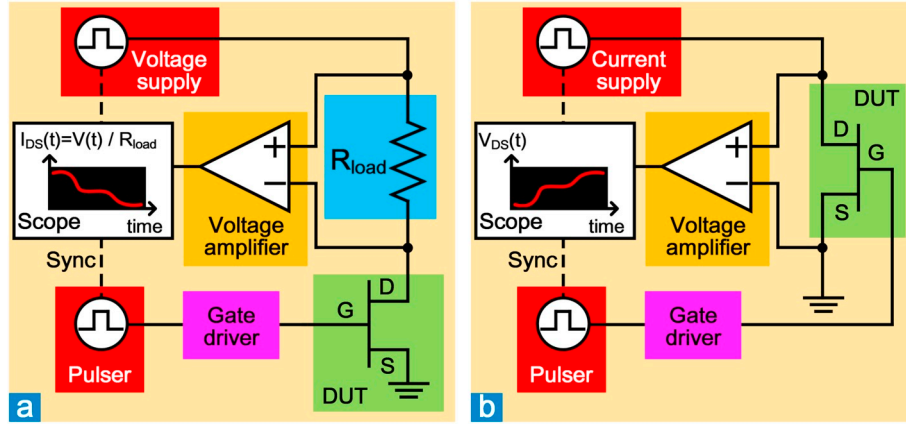 Voltage
supply
I_DS(t)=V(t) / R_load
Scope
time
+
−
R_load
Voltage
amplifier
Sync
Pulser
Gate
driver
D
G
S
DUT
a
Current
supply
DUT
V_DS(t)
Scope
time
+
−
D
G
S
Voltage
amplifier
Sync
Pulser
Gate
driver
b